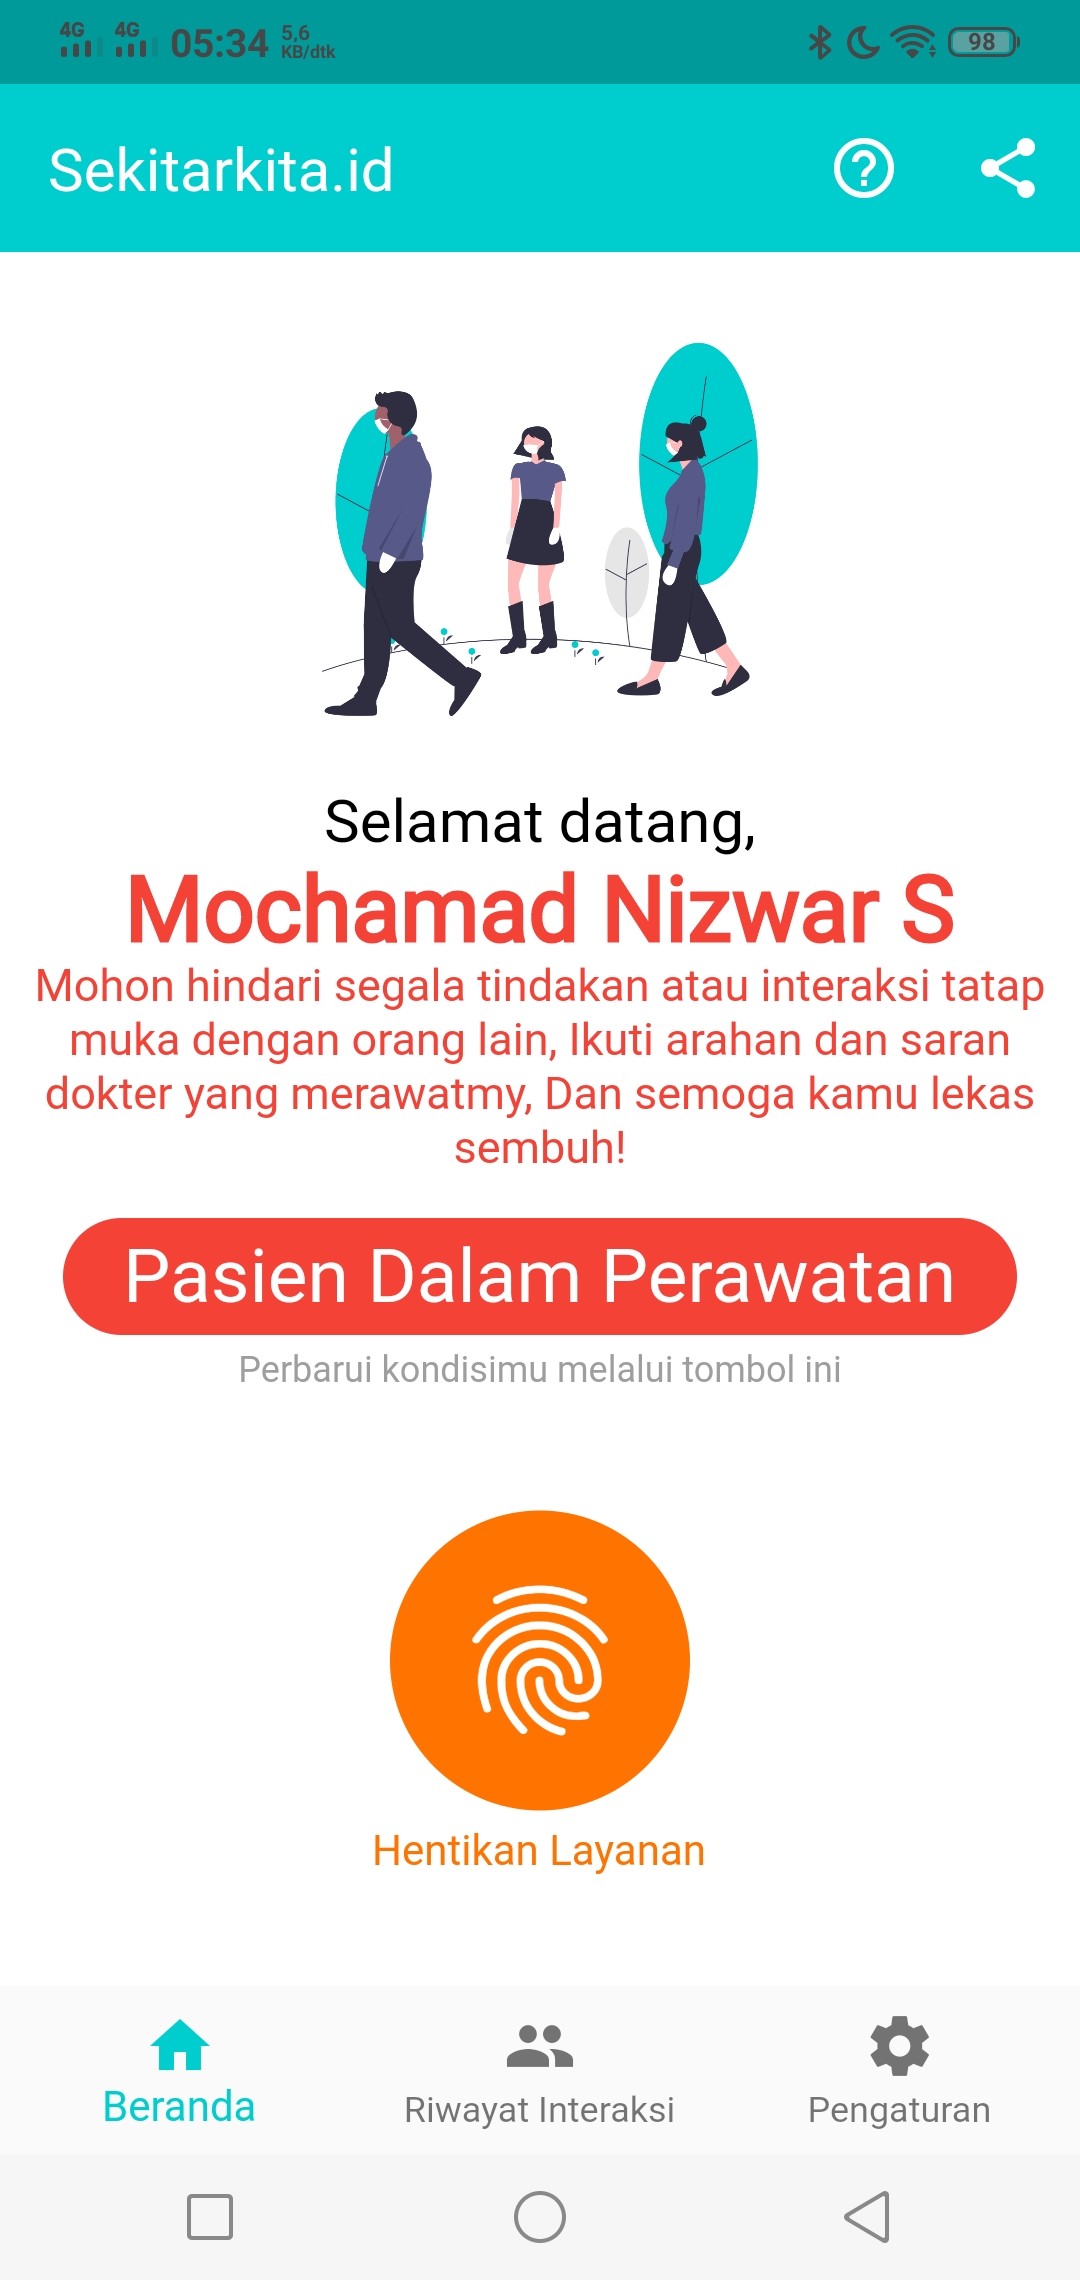 4G 4G 05:34 5,6 KB/dtk 98
Sekitarkita.id
Selamat datang,
Mochamad Nizwar S
Mohon hindari segala tindakan atau interaksi tatap
muka dengan orang lain, Ikuti arahan dan saran
dokter yang merawatmy, Dan semoga kamu lekas
sembuh!
Pasien Dalam Perawatan
Perbarui kondisimu melalui tombol ini
Hentikan Layanan
Beranda Riwayat Interaksi Pengaturan